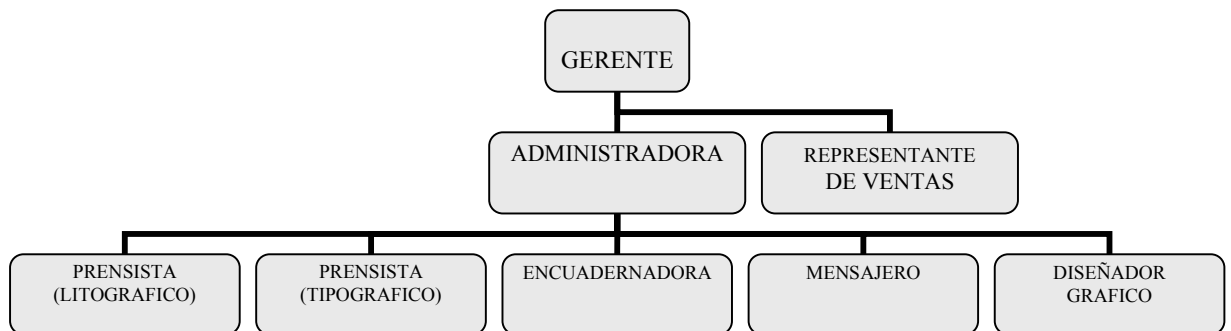 GERENTE
ADMINISTRADORA
REPRESENTANTE
DE VENTAS
PRENSISTA
(LITOGRAFICO)
PRENSISTA
(TIPOGRAFICO)
ENCUADERNADORA
MENSAJERO
DISEÑADOR
GRAFICO